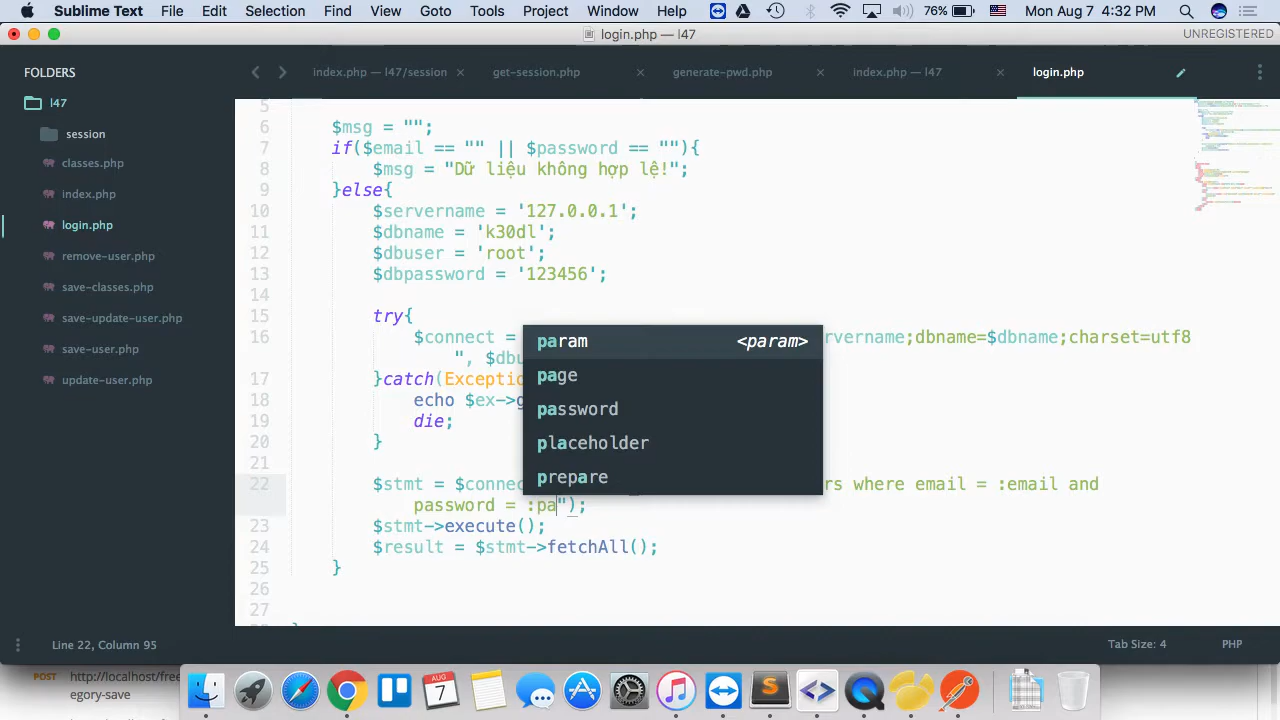 Sublime Text File Edit Selection Find View Goto Tools Project Window Help 76% Mon Aug 7 4:32 PM
login.php — l47 UNREGISTERED
FOLDERS
l47
session
classes.php
index.php
login.php
remove-user.php
save-classes.php
save-update-user.php
save-user.php
update-user.php
index.php — l47/session × get-session.php × generate-pwd.php × index.php — l47 × login.php
5
6 $msg = "";
7 if($email == "" || $password == ""){
8 $msg = "Dữ liệu không hợp lệ!";
9 }else{
10 $servername = '127.0.0.1';
11 $dbname = 'k30dl';
12 $dbuser = 'root';
13 $dbpassword = '123456';
14
15 try{
16 $connect = ervername;dbname=$dbname;charset=utf8
", $dbu
17 }catch(Exceptio
18 echo $ex->g
19 die;
20 }
21
22 $stmt = $connec rs where email = :email and
password = :pa");
23 $stmt->execute();
24 $result = $stmt->fetchAll();
25 }
26
27
param <param>
page
password
placeholder
prepare
Line 22, Column 95 Tab Size: 4 PHP
POST http://localhost/free
egory-save
AUG
7